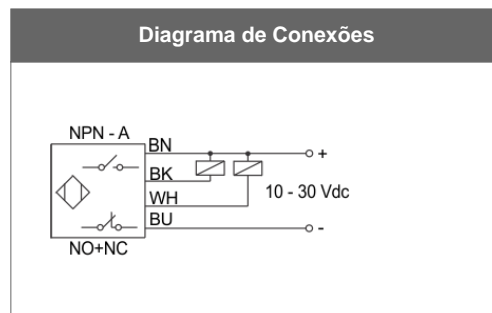 Diagrama de Conexões
NPN - A
BN
+
BK
WH
10 - 30 Vdc
BU
-
NO+NC